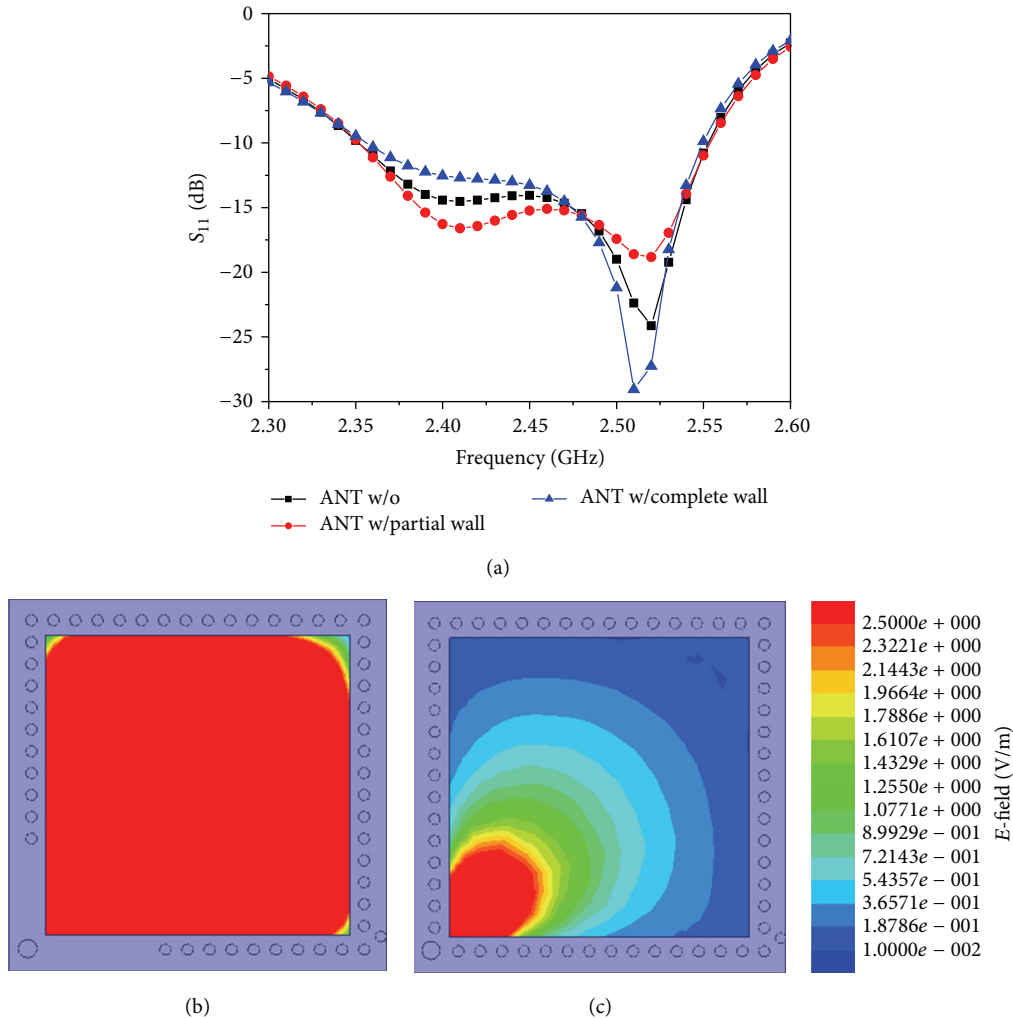 0
−5
−10
−15
−20
−25
−30
S11 (dB)
2.30 2.35 2.40 2.45 2.50 2.55 2.60
Frequency (GHz)
ANT w/o
ANT w/complete wall
ANT w/partial wall
(a)
2.5000e + 000
2.3221e + 000
2.1443e + 000
1.9664e + 000
1.7886e + 000
1.6107e + 000
1.4329e + 000
1.2550e + 000
1.0771e + 000
8.9929e − 001
7.2143e − 001
5.4357e − 001
3.6571e − 001
1.8786e − 001
1.0000e − 002
E-field (V/m)
(b)
(c)